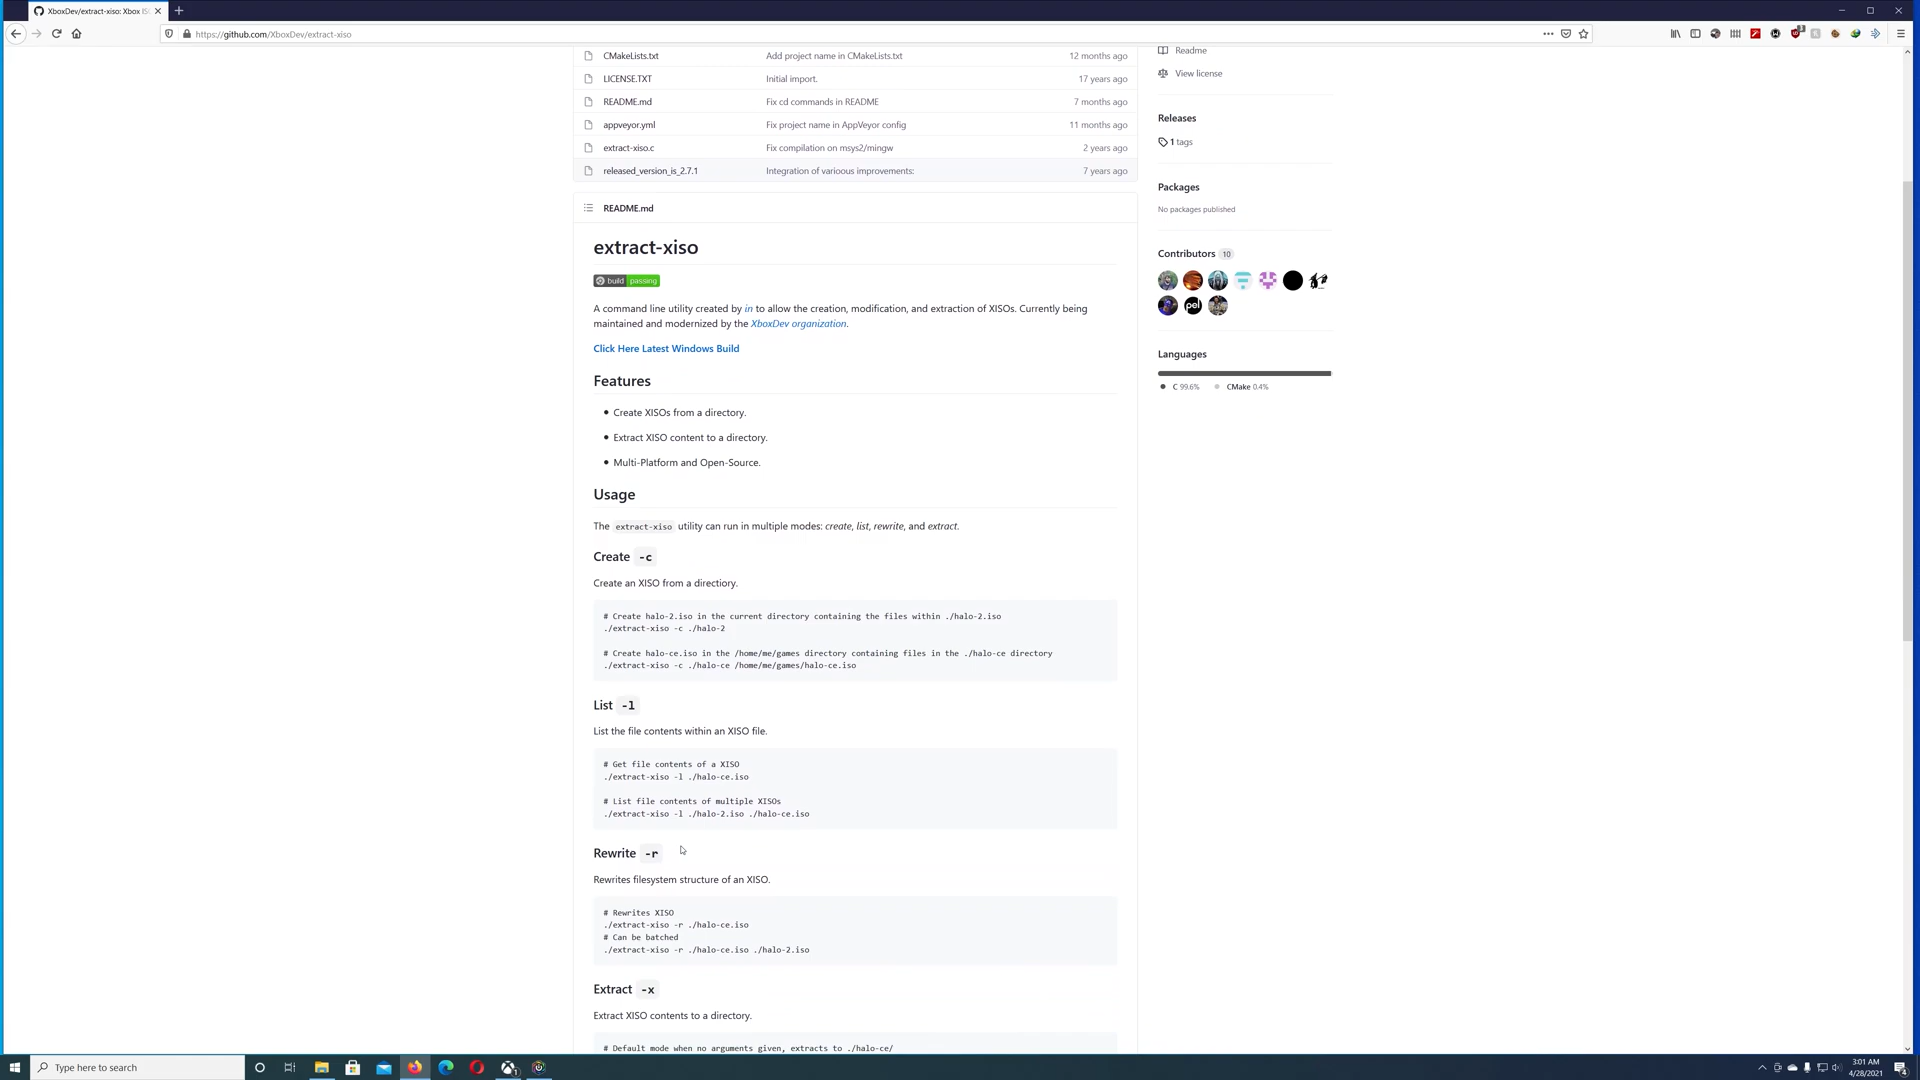 XboxDev/extract-xiso: Xbox IS
https://github.com/XboxDev/extract-xiso
CMakeLists.txt Add project name in CMakeLists.txt 12 months ago
LICENSE.TXT Initial import. 17 years ago
README.md Fix cd commands in README 7 months ago
appveyor.yml Fix project name in AppVeyor config 11 months ago
extract-xiso.c Fix compilation on msys2/mingw 2 years ago
released_version_is_2.7.1 Integration of varioous improvements: 7 years ago
README.md
extract-xiso
build passing
A command line utility created by in to allow the creation, modification, and extraction of XISOs. Currently being
maintained and modernized by the XboxDev organization.
Click Here Latest Windows Build
Features
Create XISOs from a directory.
Extract XISO content to a directory.
Multi-Platform and Open-Source.
Usage
The extract-xiso utility can run in multiple modes: create, list, rewrite, and extract.
Create -c
Create an XISO from a directiory.
# Create halo-2.iso in the current directory containing the files within ./halo-2.iso
./extract-xiso -c ./halo-2
# Create halo-ce.iso in the /home/me/games directory containing files in the ./halo-ce directory
./extract-xiso -c ./halo-ce /home/me/games/halo-ce.iso
List -l
List the file contents within an XISO file.
# Get file contents of a XISO
./extract-xiso -l ./halo-ce.iso
# List file contents of multiple XISOs
./extract-xiso -l ./halo-2.iso ./halo-ce.iso
Rewrite -r
Rewrites filesystem structure of an XISO.
# Rewrites XISO
./extract-xiso -r ./halo-ce.iso
# Can be batched
./extract-xiso -r ./halo-ce.iso ./halo-2.iso
Extract -x
Extract XISO contents to a directory.
# Default mode when no arguments given, extracts to ./halo-ce/
Readme
View license
Releases
1 tags
Packages
No packages published
Contributors 10
pel
Languages
C 99.6% CMake 0.4%
Type here to search
3:01 AM
4/28/2021